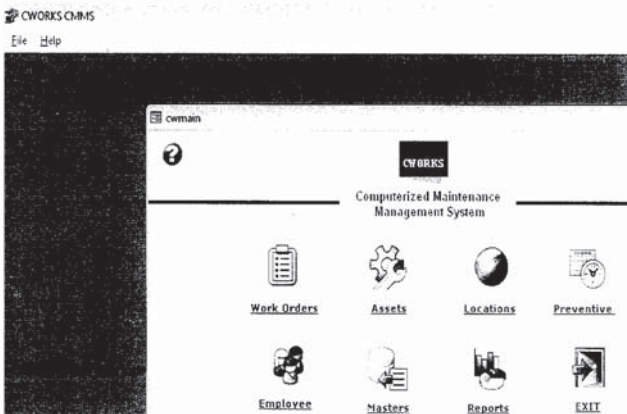 CWORKS CMMS
File Help
cwmain
CWORKS
Computerized Maintenance
Management System
Work Orders Assets Locations Preventive
Employee Masters Reports EXIT